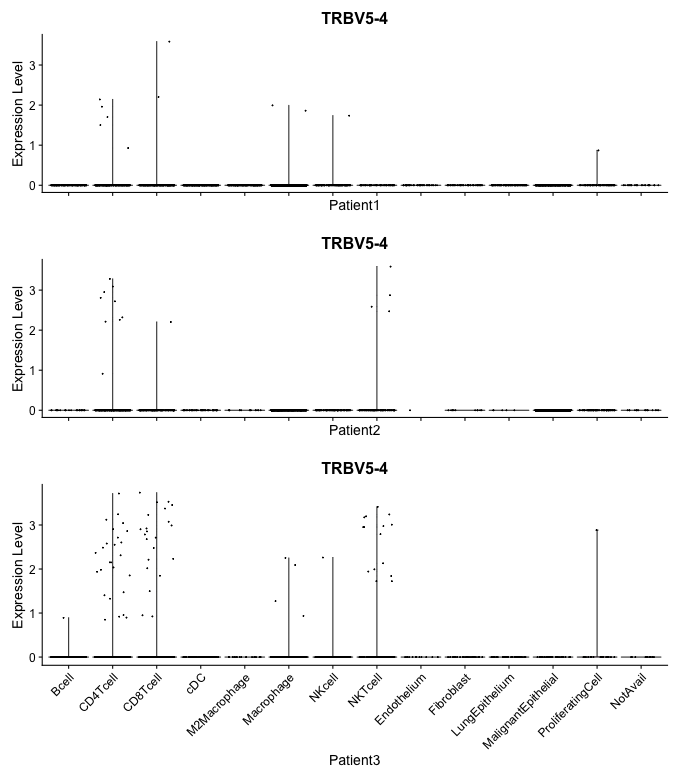 TRBV5-4
Expression Level
3
2
1
0
Patient1
TRBV5-4
Expression Level
3
2
1
0
Patient2
TRBV5-4
Expression Level
3
2
1
0
Bcell
CD4Tcell
CD8Tcell
cDC
M2Macrophage
Macrophage
NKcell
NKTcell
Endothelium
Fibroblast
LungEpithelium
MalignantEpithelial
ProliferatingCell
NotAvail
Patient3